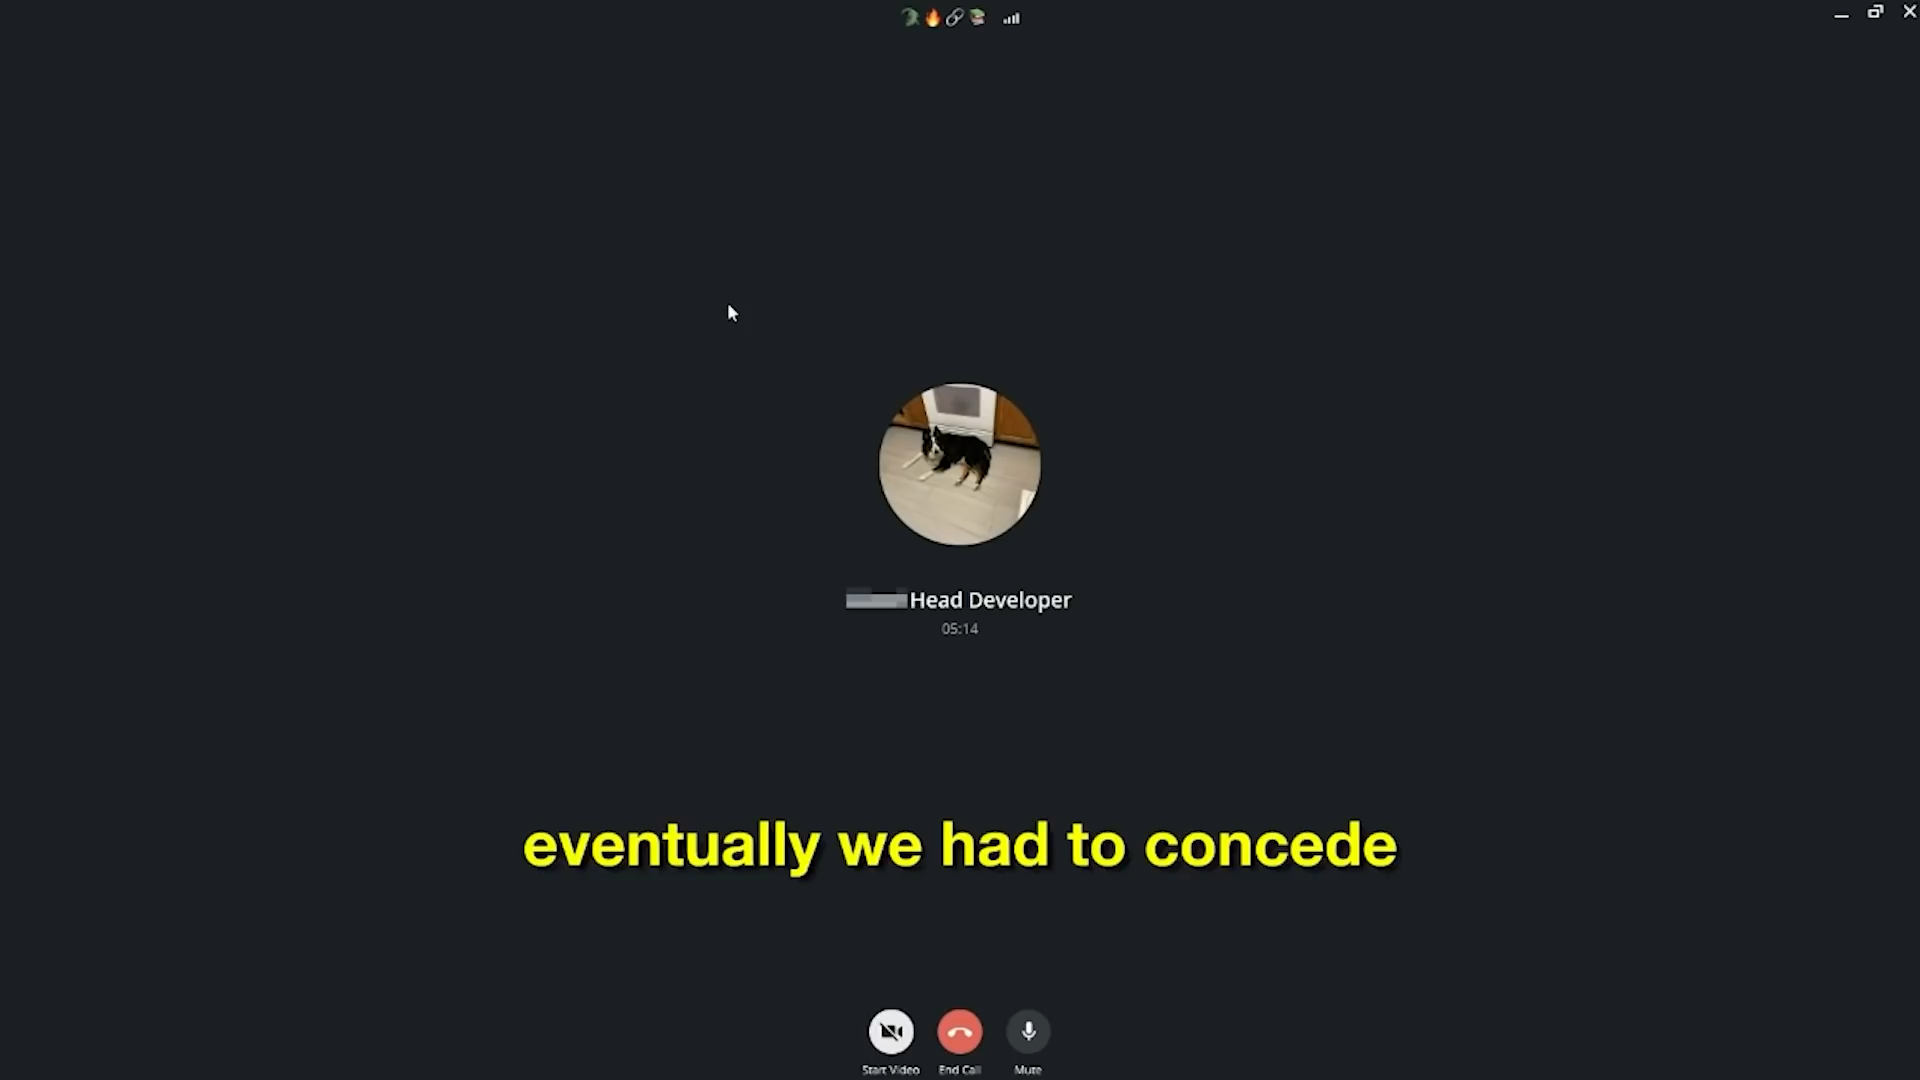 Head Developer
05:14
eventually we had to concede
Start Video
End Call
Mute